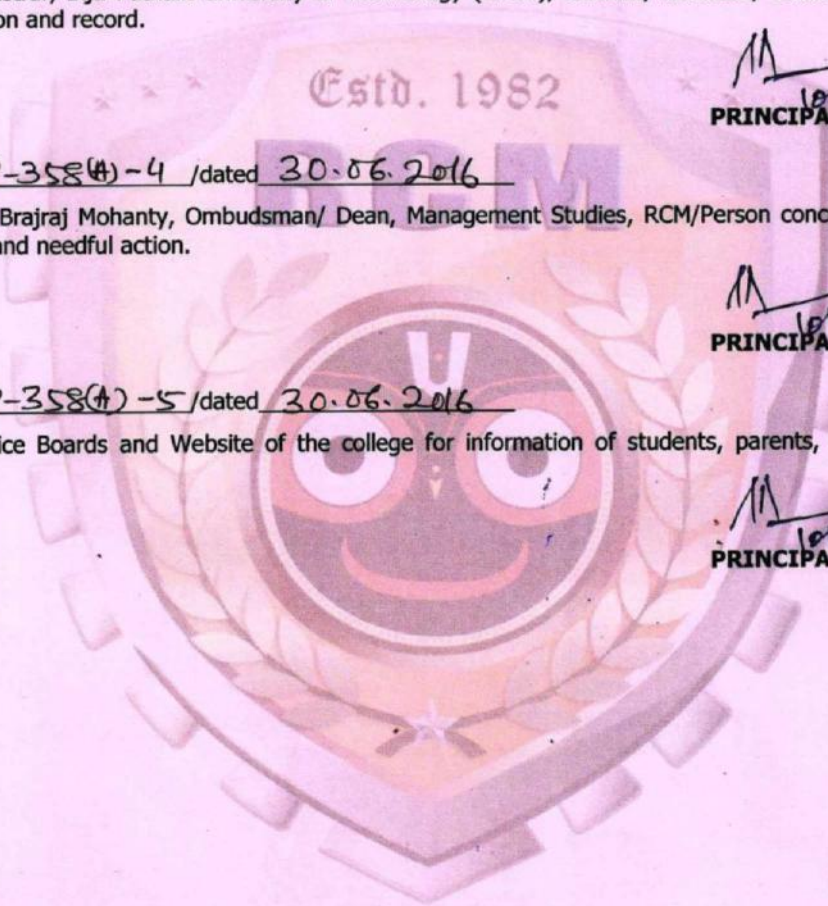 on and record.
Estd. 1982
PRINCIPA
RCM
-358(A)-4 /dated 30.06.2016
Brajraj Mohanty, Ombudsman/ Dean, Management Studies, RCM/Person conc
and needful action.
PRINCIPA
-358(A)-5 /dated 30.06.2016
ice Boards and Website of the college for information of students, parents,
PRINCIPA